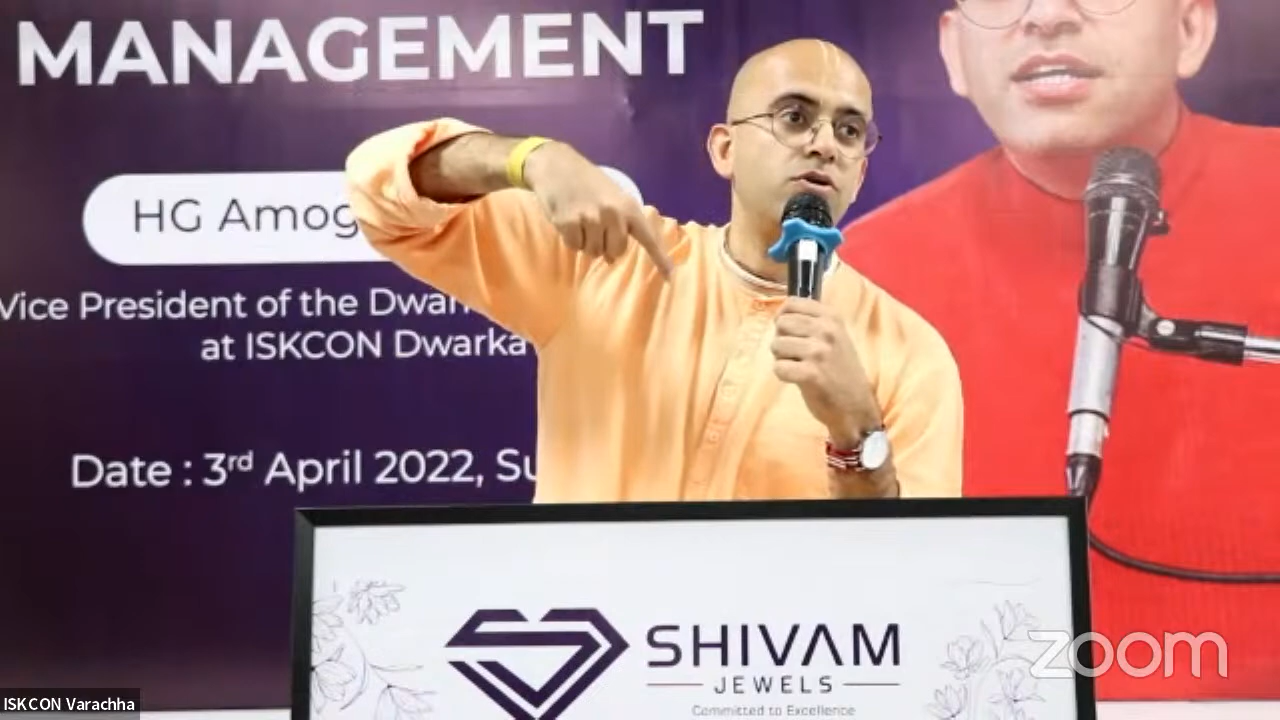 MANAGEMENT
HG Amog
Vice President of the Dwar
at ISKCON Dwarka
Date : 3rd April 2022, Su
SHIVAM
JEWELS
Committed to Excellence
zoom
ISKCON Varachha